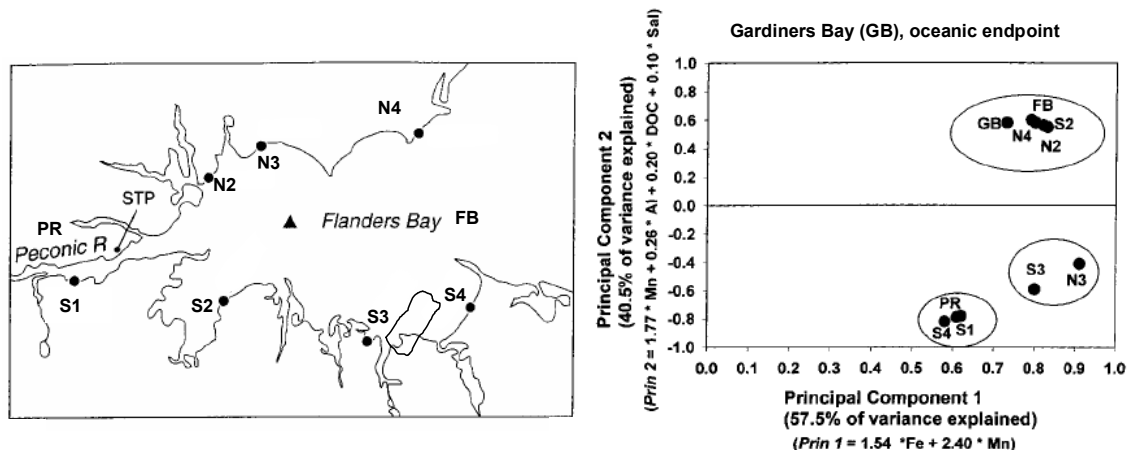 N4
N3
N2
STP
PR
Flanders Bay FB
Peconic R
S1
S2
S3
S4
Gardiners Bay (GB), oceanic endpoint
Principal Component 2
(40.5% of variance explained)
(Prin 2 = 1.77 * Mn + 0.26 * Al + 0.20 * DOC + 0.10 * Sal)
1.0
0.8
0.6
0.4
0.2
0.0
-0.2
-0.4
-0.6
-0.8
-1.0
FB
GB
S2
N4
N2
S3
N3
PR
S4
S1
0.0 0.1 0.2 0.3 0.4 0.5 0.6 0.7 0.8 0.9 1.0
Principal Component 1
(57.5% of variance explained)
(Prin 1 = 1.54 *Fe + 2.40 * Mn)